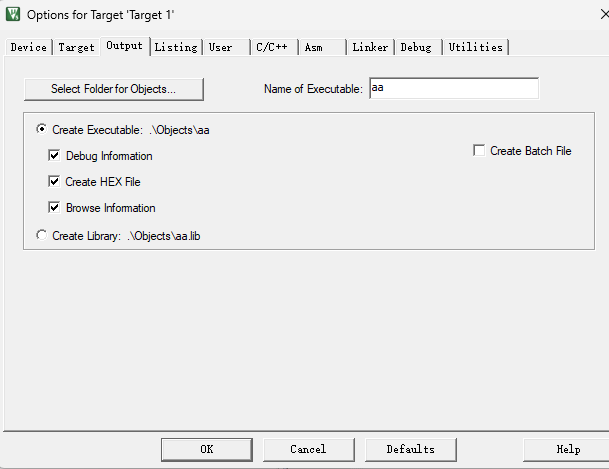 Options for Target 'Target 1'
Device Target Output Listing User C/C++ Asm Linker Debug Utilities
Select Folder for Objects... Name of Executable: aa
Create Executable: .\Objects\aa
Debug Information Create Batch File
Create HEX File
Browse Information
Create Library: .\Objects\aa.lib
OK Cancel Defaults Help